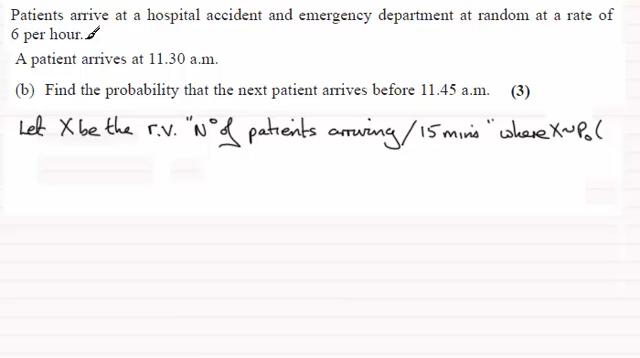 Patients arrive at a hospital accident and emergency department at random at a rate of
6 per hour.
A patient arrives at 11.30 a.m.
(b) Find the probability that the next patient arrives before 11.45 a.m. (3)
Let X be the r.v. "Nº of patients arriving/15 mins" where X~Po(